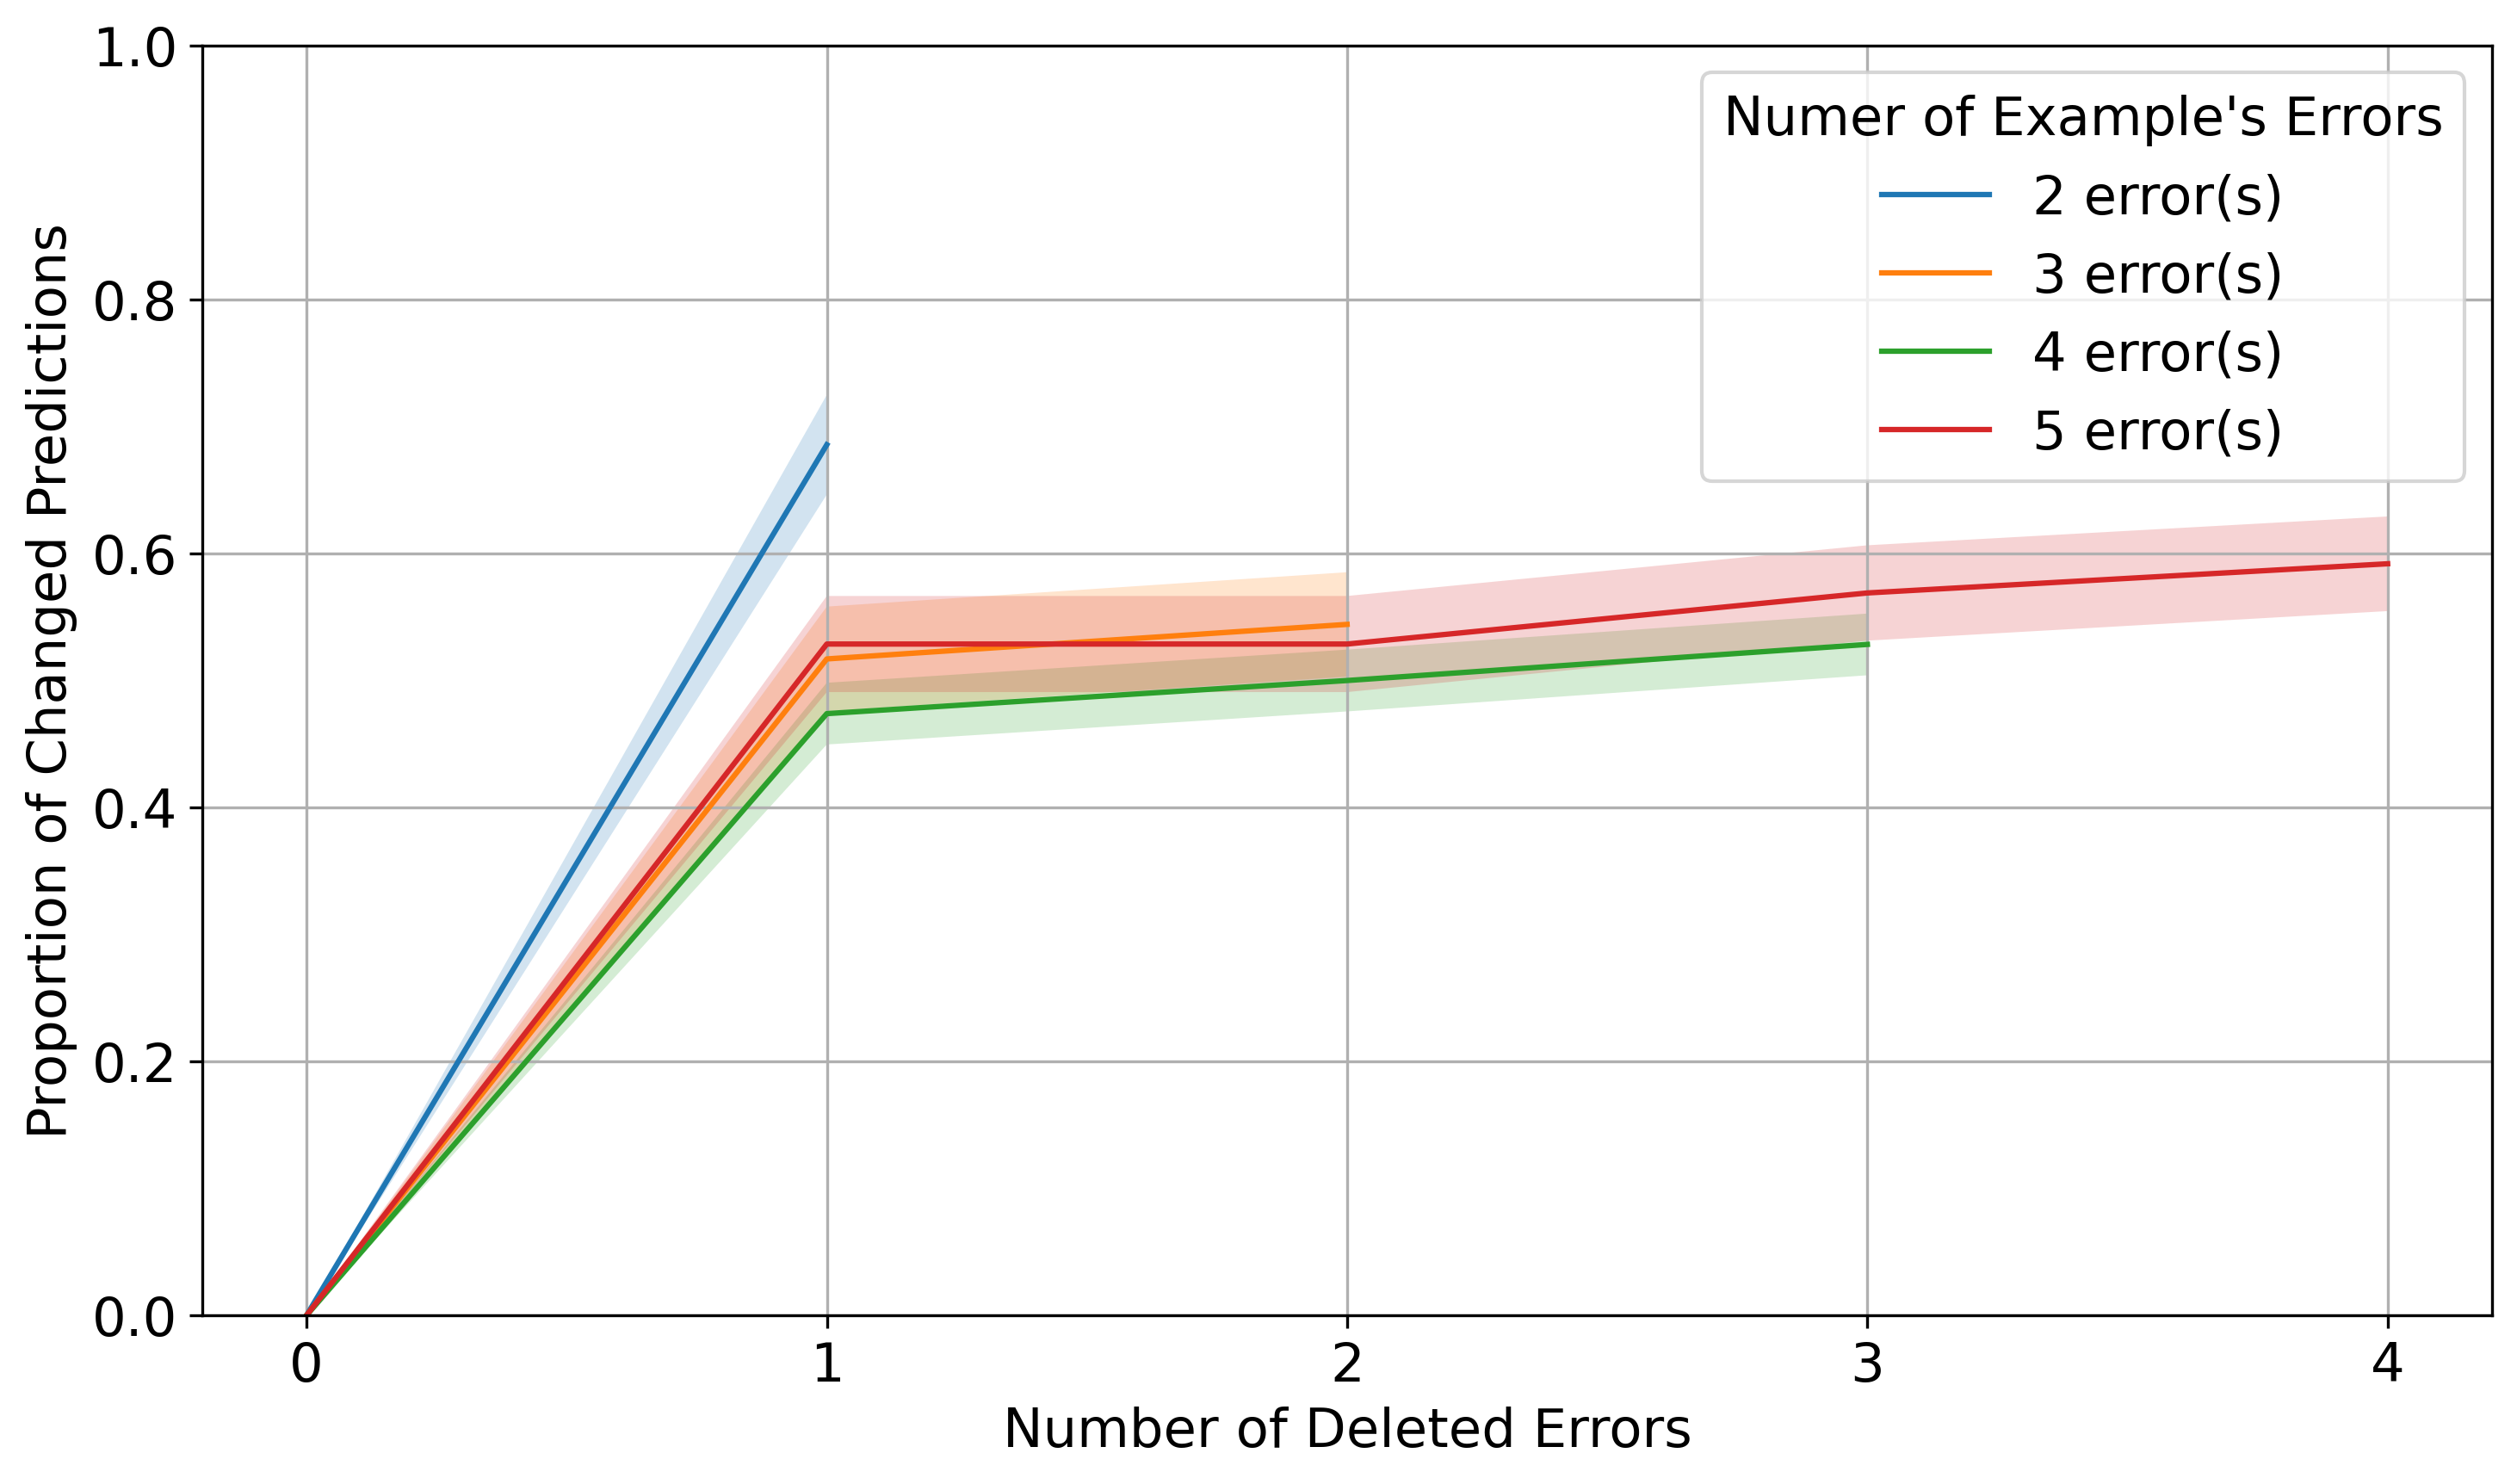 Numer of Example's Errors
2 error(s)
3 error(s)
4 error(s)
5 error(s)
Proportion of Changed Predictions
1.0
0.8
0.6
0.4
0.2
0.0
0 1 2 3 4
Number of Deleted Errors